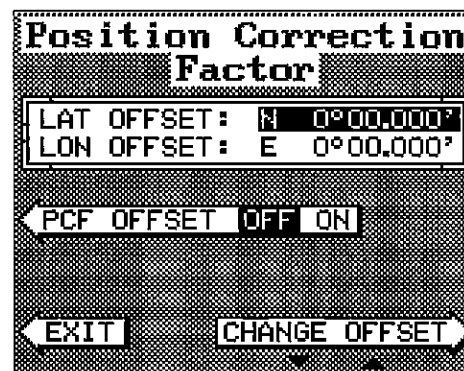 Position Correction
Factor
LAT OFFSET: N 0°00.000'
LON OFFSET: E 0°00.000'
PCF OFFSET OFF ON
EXIT CHANGE OFFSET